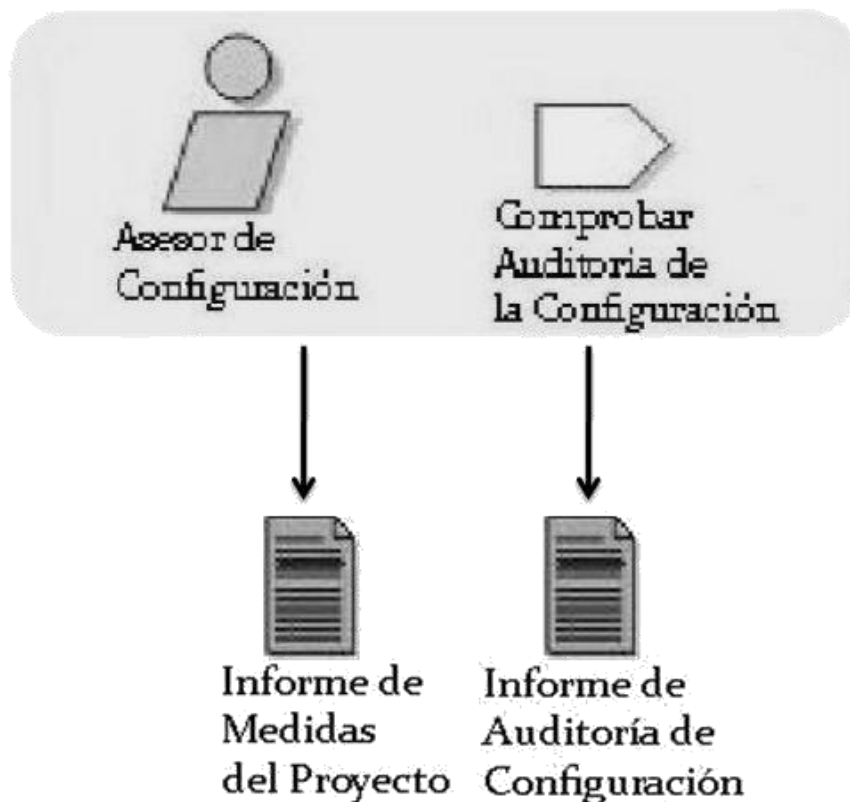 Asesor de
Configuración
Comprobar
Auditoria de
la Configuración
Informe de
Medidas
del Proyecto
Informe de
Auditoría de
Configuración